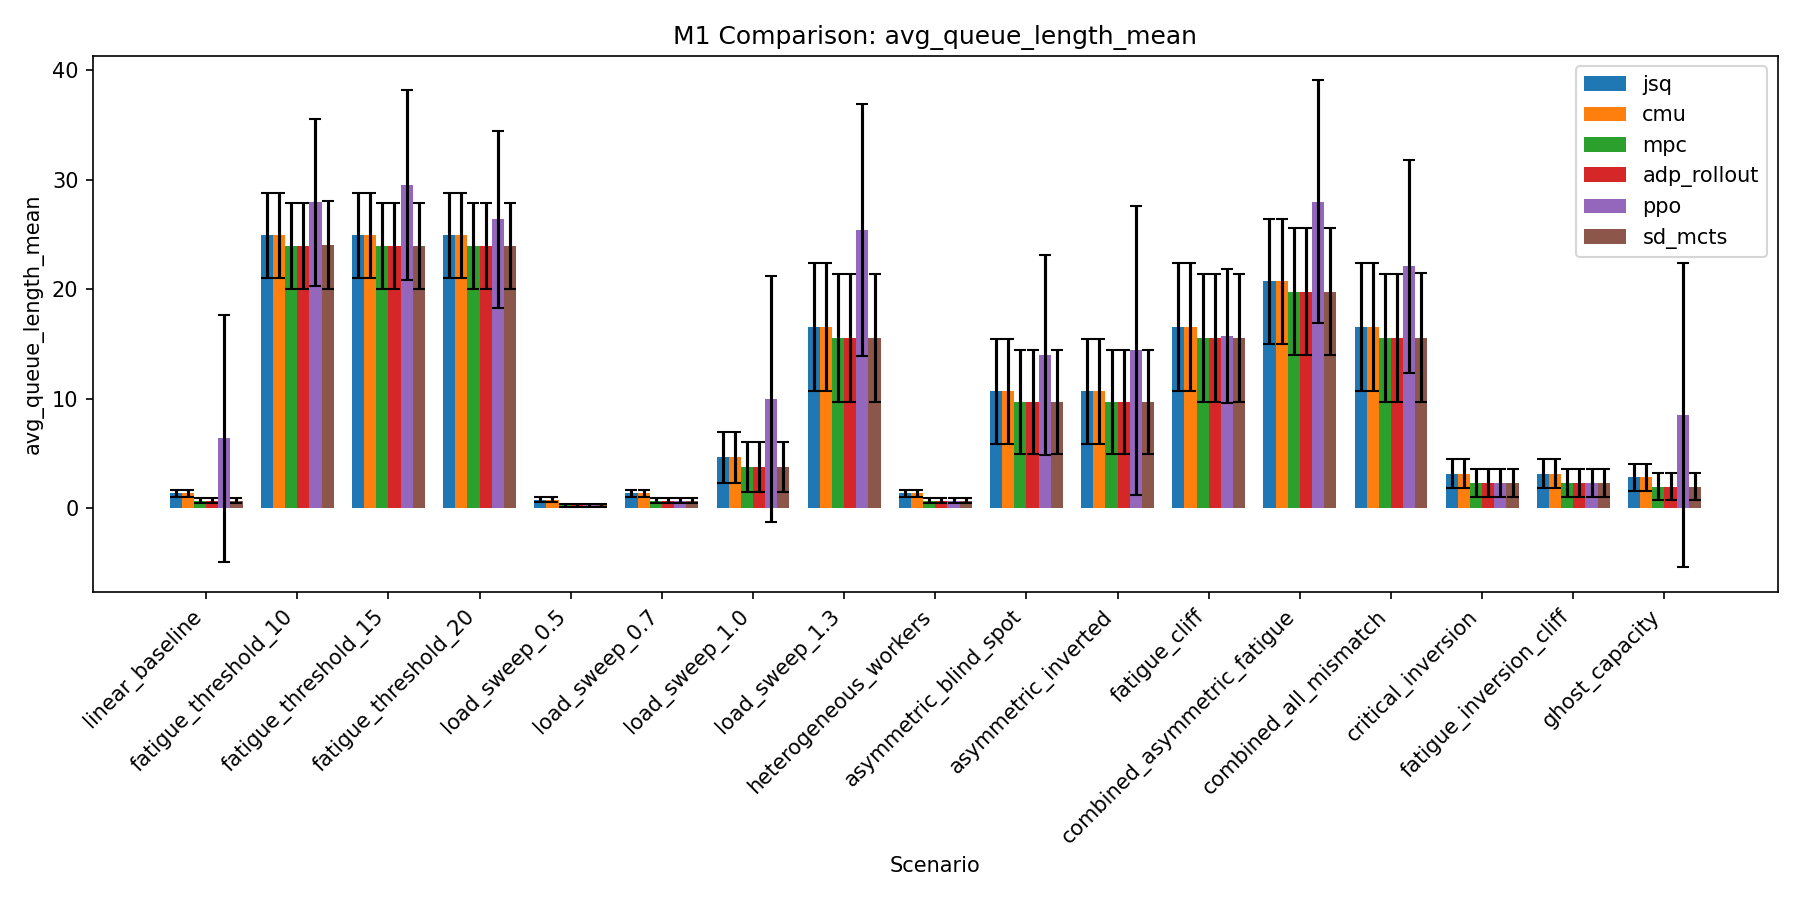 M1 Comparison: avg_queue_length_mean
avg_queue_length_mean
40
30
20
10
0
jsq
cmu
mpc
adp_rollout
ppo
sd_mcts
linear_baseline
fatigue_threshold_10
fatigue_threshold_15
fatigue_threshold_20
load_sweep_0.5
load_sweep_0.7
load_sweep_1.0
load_sweep_1.3
heterogeneous_workers
asymmetric_blind_spot
asymmetric_inverted
fatigue_cliff
combined_asymmetric_fatigue
combined_all_mismatch
critical_inversion
fatigue_inversion_cliff
ghost_capacity
Scenario